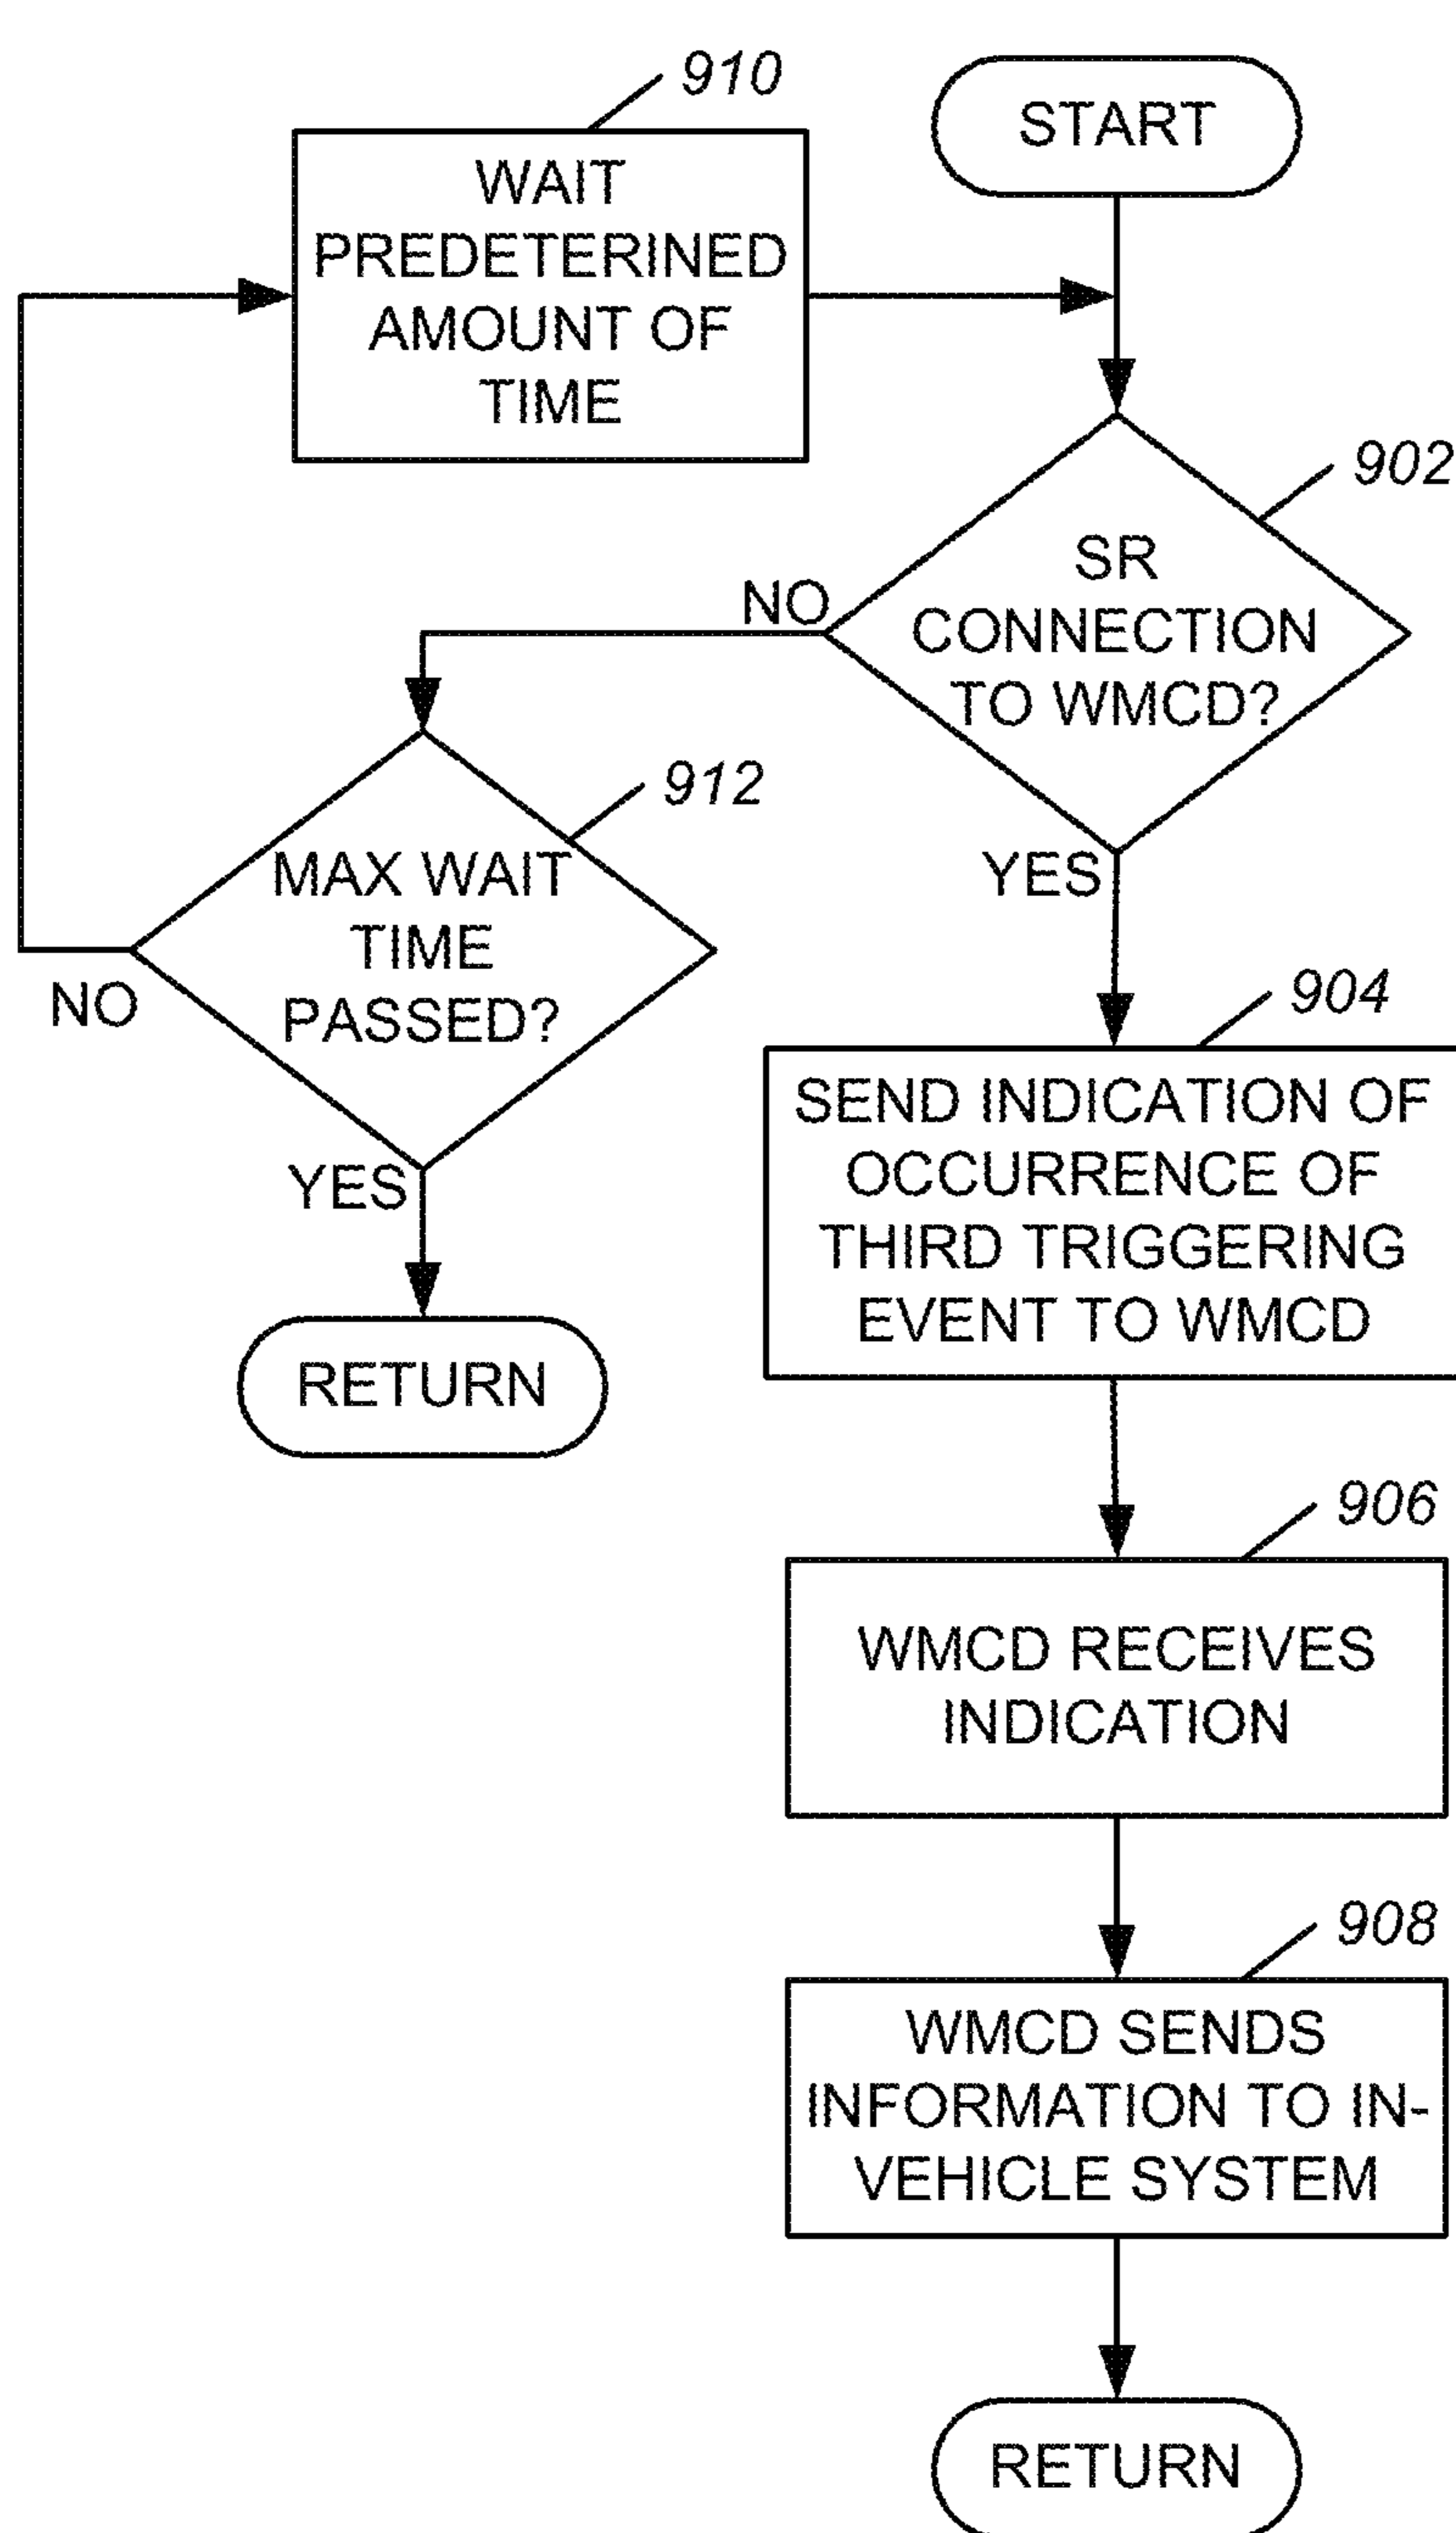 910
START
WAIT
PREDETERINED
AMOUNT OF
TIME
902
SR
CONNECTION
TO WMCD?
NO
YES
912
MAX WAIT
TIME
PASSED?
NO
YES
RETURN
904
SEND INDICATION OF
OCCURRENCE OF
THIRD TRIGGERING
EVENT TO WMCD
906
WMCD RECEIVES
INDICATION
908
WMCD SENDS
INFORMATION TO IN-
VEHICLE SYSTEM
RETURN